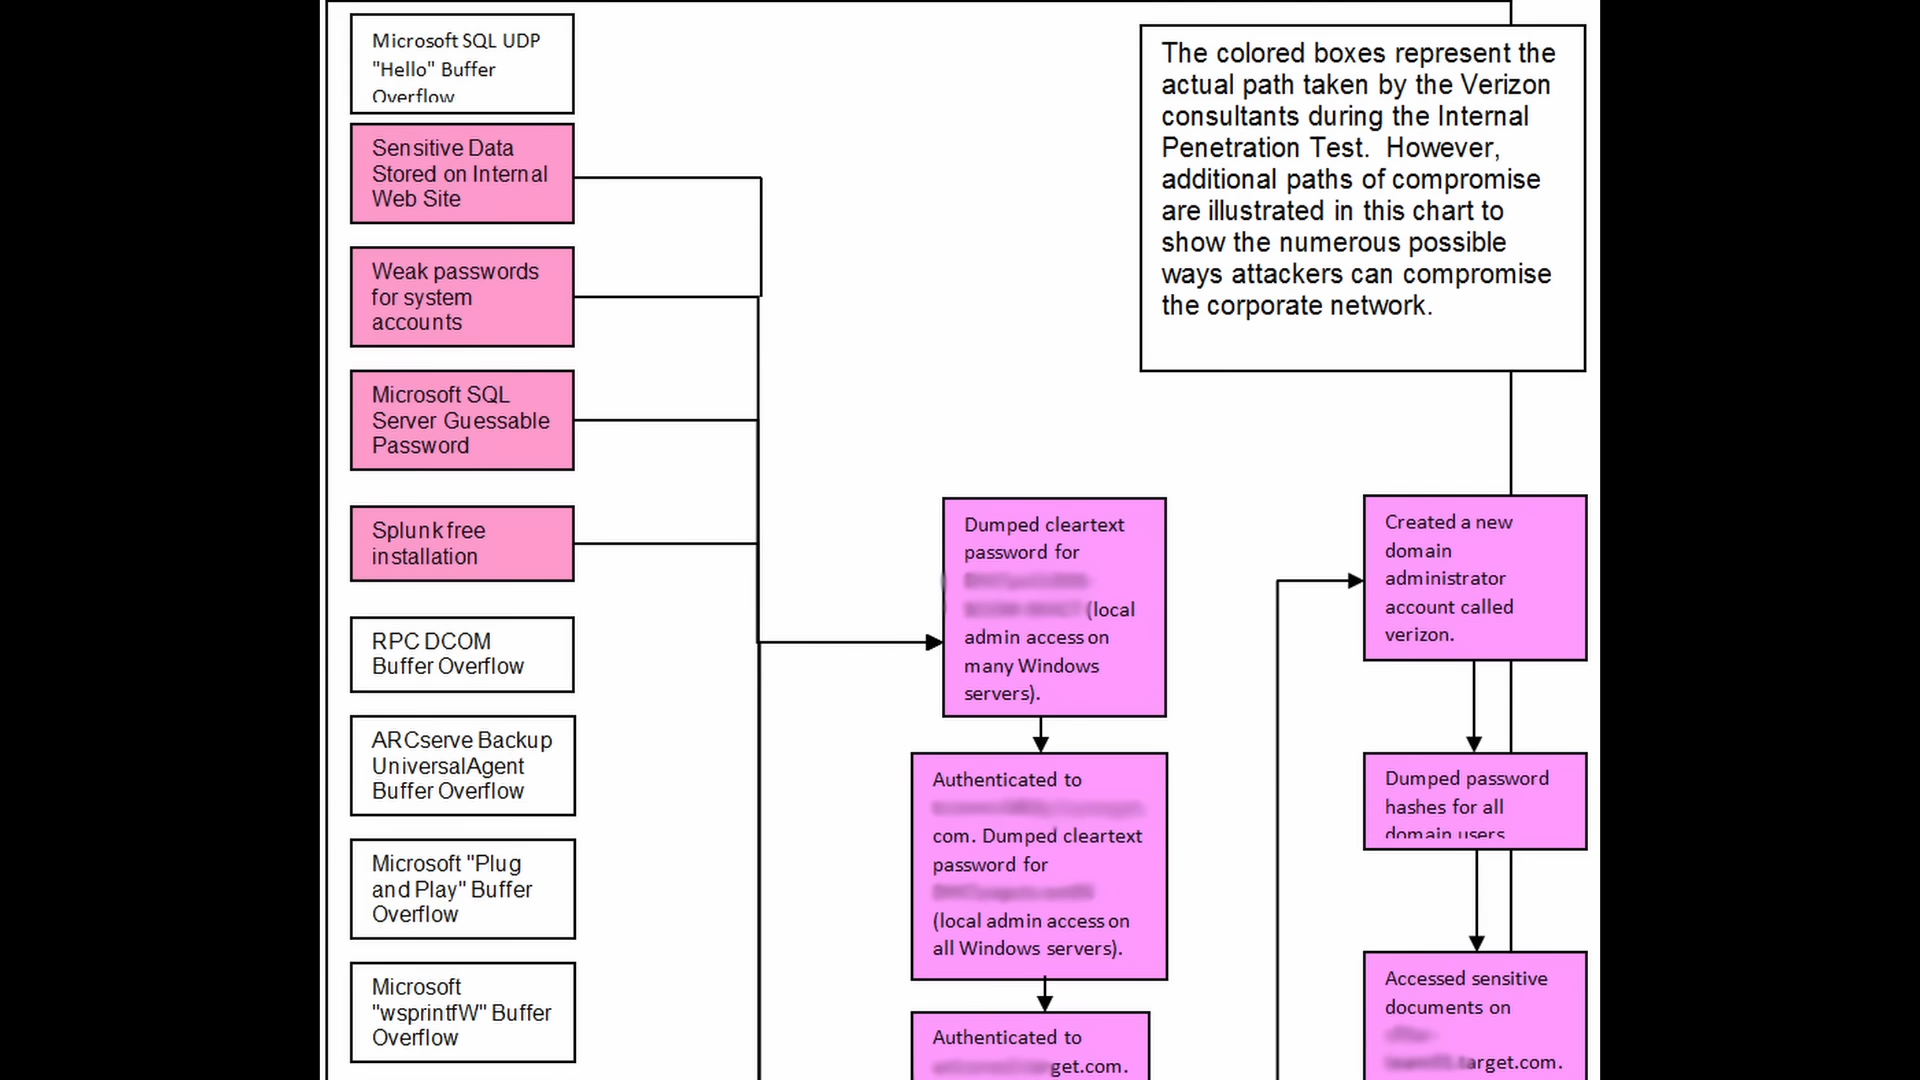 Microsoft SQL UDP
"Hello" Buffer
Overflow
Sensitive Data
Stored on Internal
Web Site
Weak passwords
for system
accounts
Microsoft SQL
Server Guessable
Password
Splunk free
installation
RPC DCOM
Buffer Overflow
ARCserve Backup
UniversalAgent
Buffer Overflow
Microsoft "Plug
and Play" Buffer
Overflow
Microsoft
"wsprintfW" Buffer
Overflow
Dumped cleartext
password for
(local
admin access on
many Windows
servers).
Authenticated to
com. Dumped cleartext
password for
(local admin access on
all Windows servers).
Authenticated to
get.com.
The colored boxes represent the
actual path taken by the Verizon
consultants during the Internal
Penetration Test. However,
additional paths of compromise
are illustrated in this chart to
show the numerous possible
ways attackers can compromise
the corporate network.
Created a new
domain
administrator
account called
verizon.
Dumped password
hashes for all
domain users
Accessed sensitive
documents on
target.com.